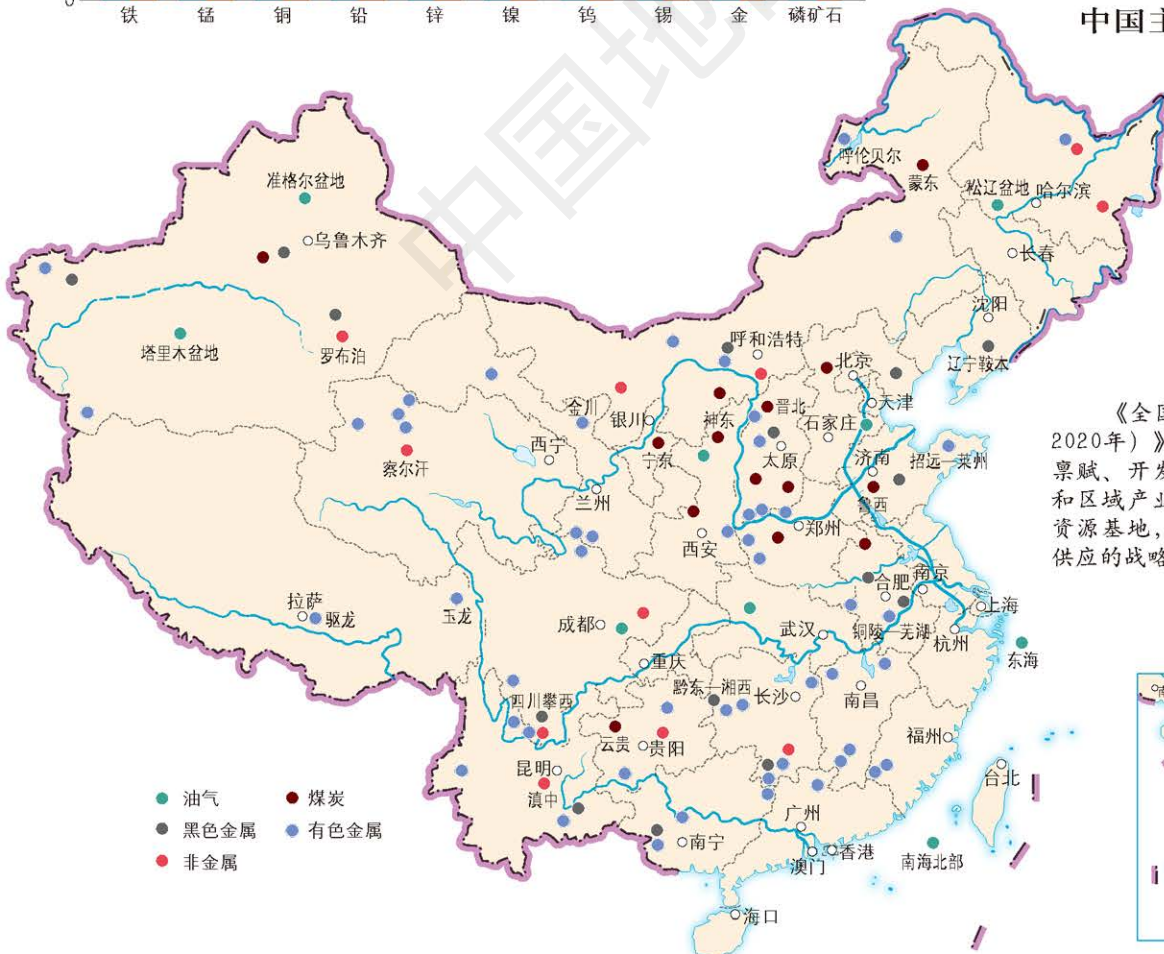 0
铁 锰 铜 铅 锌 镍 钨 锡 金 磷矿石
中国主
中国地
呼伦贝尔
蒙东
松辽盆地
哈尔滨
准格尔盆地
乌鲁木齐
长春
沈阳
辽宁鞍本
塔里木盆地
罗布泊
呼和浩特
北京
天津
金川
银川
神东
晋北
石家庄
《全国
2020年）》
禀赋、开发
和区域产业
资源基地，
供应的战略
西宁
宁东
太原
济南
招远—莱州
察尔汗
兰州
鲁西
西安
郑州
合肥
南京
上海
拉萨
驱龙
玉龙
成都
武汉
铜陵—芜湖
杭州
东海
重庆
四川攀西
黔东—湘西
长沙
南昌
云贵
贵阳
福州
昆明
滇中
台北
广州
南宁
澳门
香港
南海北部
海口
油气
煤炭
黑色金属
有色金属
非金属